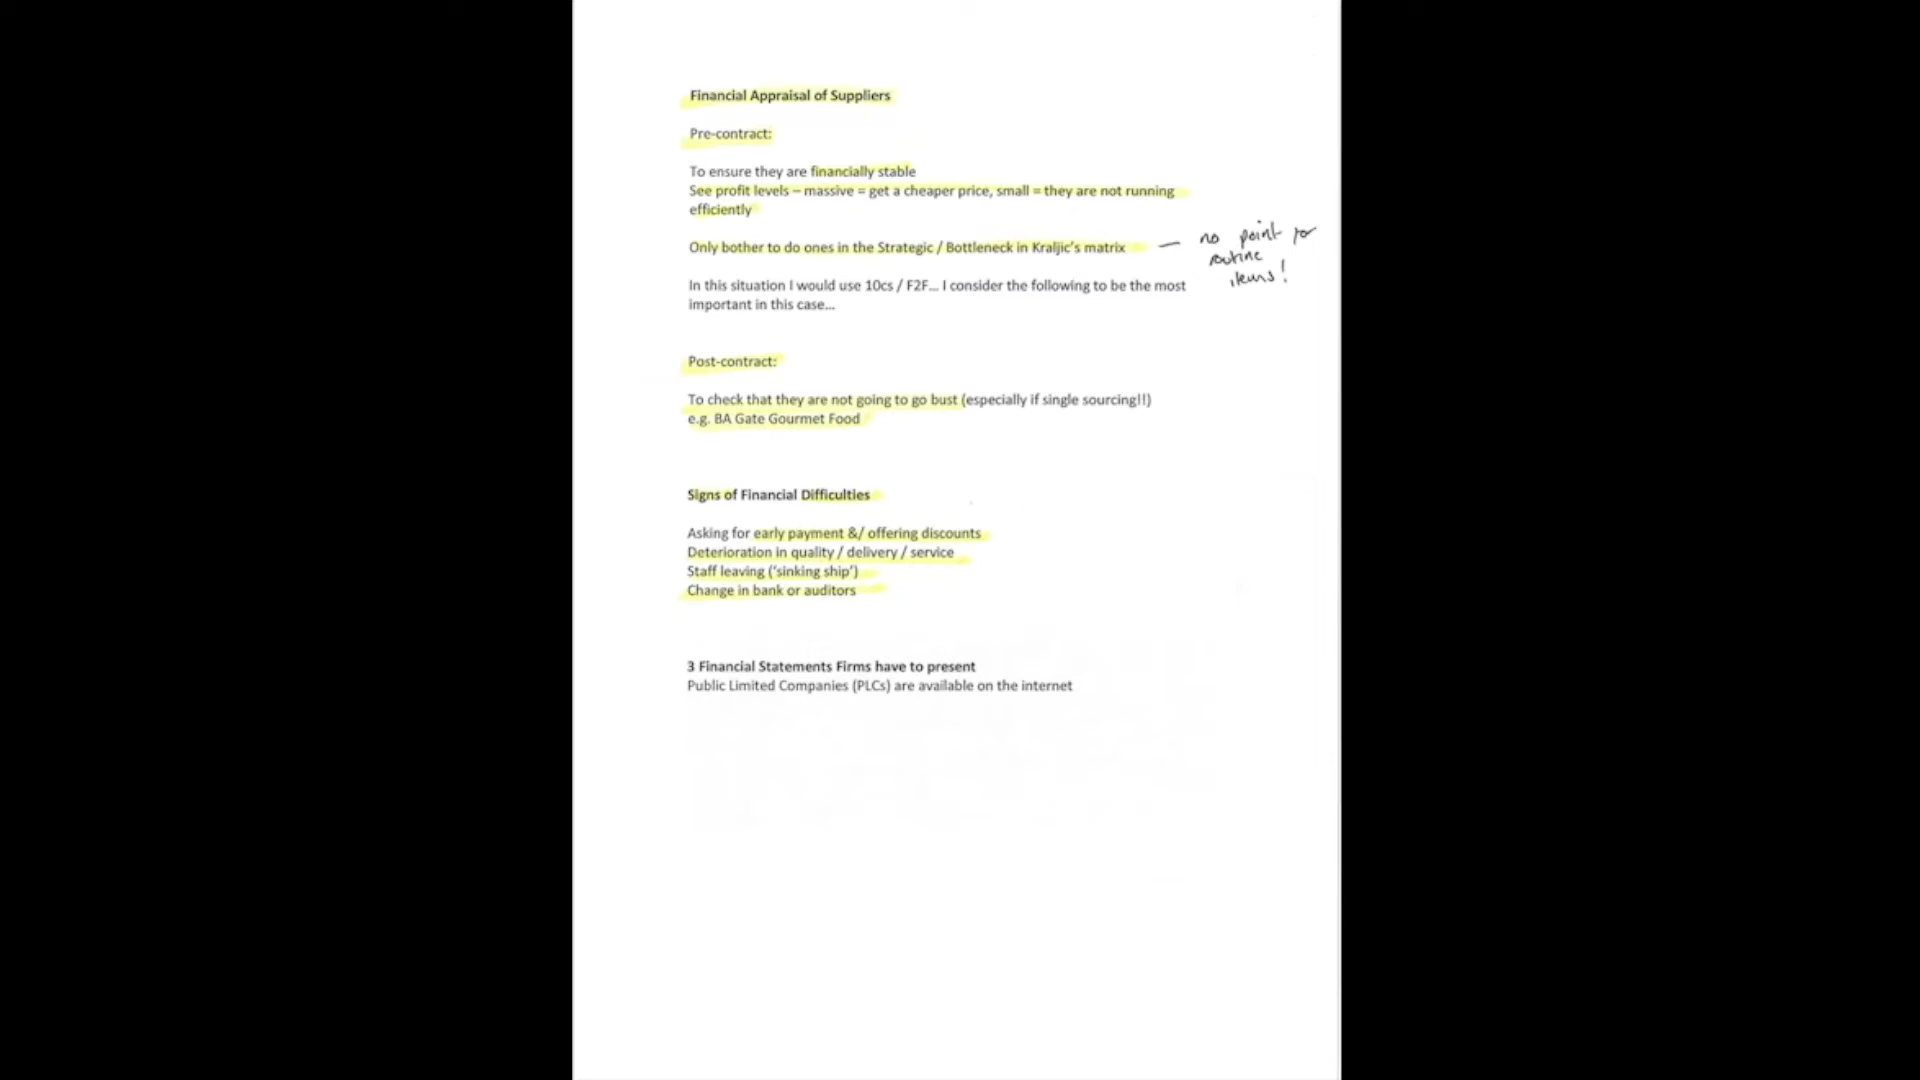 Financial Appraisal of Suppliers
Pre-contract:
To ensure they are financially stable
See profit levels – massive = get a cheaper price, small = they are not running
efficiently
Only bother to do ones in the Strategic / Bottleneck in Kraljic's matrix
— no point for
routine
items!
In this situation I would use 10cs / F2F... I consider the following to be the most
important in this case...
Post-contract:
To check that they are not going to go bust (especially if single sourcing!!)
e.g. BA Gate Gourmet Food
Signs of Financial Difficulties
Asking for early payment &/ offering discounts
Deterioration in quality / delivery / service
Staff leaving ('sinking ship')
Change in bank or auditors
3 Financial Statements Firms have to present
Public Limited Companies (PLCs) are available on the internet